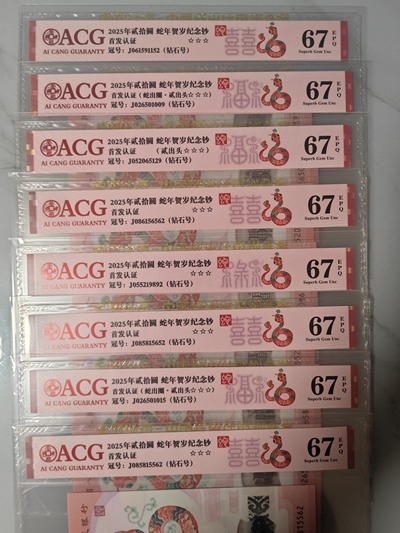 ACG
AI CANG GUARANTY
2025年贰拾圆 蛇年贺岁纪念钞
首发认证 ☆☆☆
冠号：J061591152（钻石号）
囍
67 EPQ
Superb Gem Unc
ACG
AI CANG GUARANTY
2025年贰拾圆 蛇年贺岁纪念钞
首发认证（蛇出圈·贰出头☆☆☆）
冠号：J026501009（钻石号）
福
67 EPQ
Superb Gem Unc
ACG
AI CANG GUARANTY
2025年贰拾圆 蛇年贺岁纪念钞
首发认证 （贰出头☆☆☆）
冠号：J052065129（钻石号）
福
67 EPQ
Superb Gem Unc
ACG
AI CANG GUARANTY
2025年贰拾圆 蛇年贺岁纪念钞
首发认证 ☆☆☆
冠号：J086156562（钻石号）
囍
67 EPQ
Superb Gem Unc
ACG
AI CANG GUARANTY
2025年贰拾圆 蛇年贺岁纪念钞
首发认证 ☆☆☆
冠号：J055219892（钻石号）
67 EPQ
Superb Gem Unc
ACG
AI CANG GUARANTY
2025年贰拾圆 蛇年贺岁纪念钞
首发认证 ☆☆☆
冠号：J085815652（钻石号）
囍
67 EPQ
Superb Gem Unc
ACG
AI CANG GUARANTY
2025年贰拾圆 蛇年贺岁纪念钞
首发认证（蛇出圈·贰出头☆☆☆）
冠号：J026501015（钻石号）
福
67 EPQ
Superb Gem Unc
ACG
AI CANG GUARANTY
2025年贰拾圆 蛇年贺岁纪念钞
首发认证 ☆☆☆
冠号：J085815562（钻石号）
囍
67 EPQ
Superb Gem Unc
15562